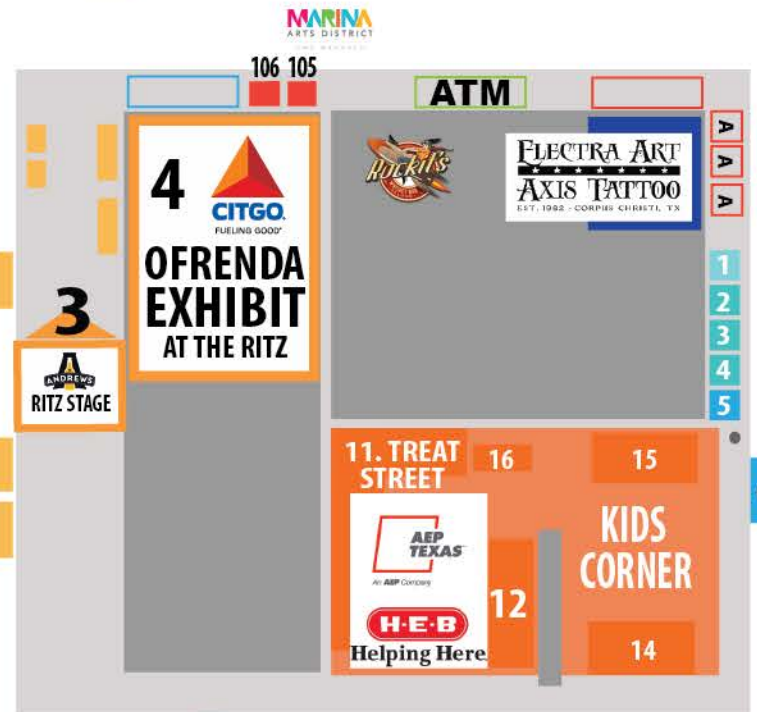 MARINA
ARTS DISTRICT
106 105
ATM
Rockit's
ELECTRA ART
AXIS TATTOO
EST. 1982 - CORPUS CHRISTI, TX
A
A
A
4
CITGO
FUELING GOOD
OFRENDA
EXHIBIT
AT THE RITZ
3
ANDREWS
RITZ STAGE
1
2
3
4
5
11. TREAT
STREET
16
15
AEP
TEXAS
An AEP Company
H-E-B
Helping Here
12
KIDS
CORNER
14